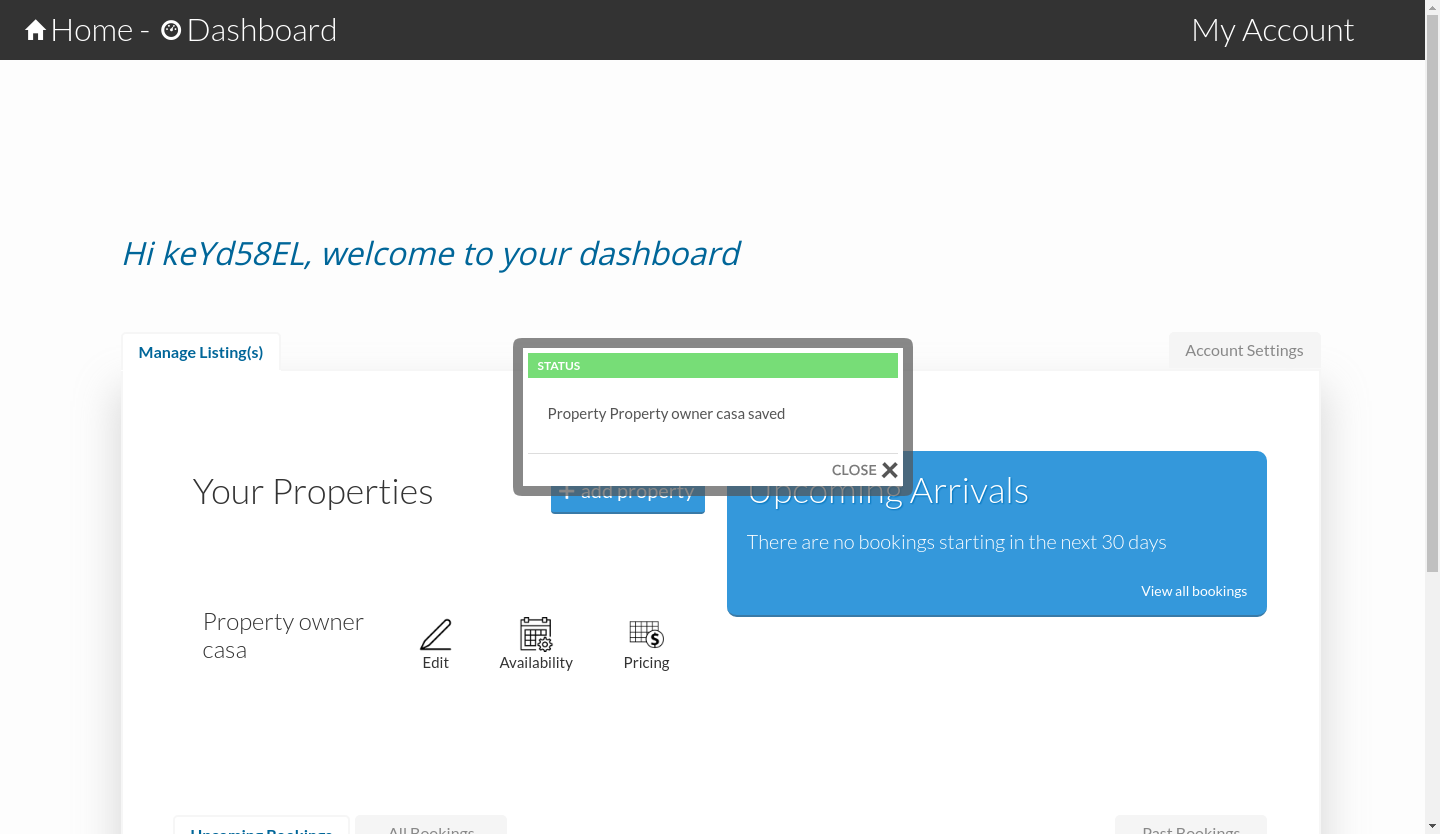 Home - Dashboard
My Account
Hi keYd58EL, welcome to your dashboard
Manage Listing(s)
Account Settings
STATUS
Property Property owner casa saved
CLOSE
Your Properties
add property
Upcoming Arrivals
There are no bookings starting in the next 30 days
View all bookings
Property owner
casa
Edit
Availability
Pricing
Upcoming Bookings
All Bookings
Past Bookings